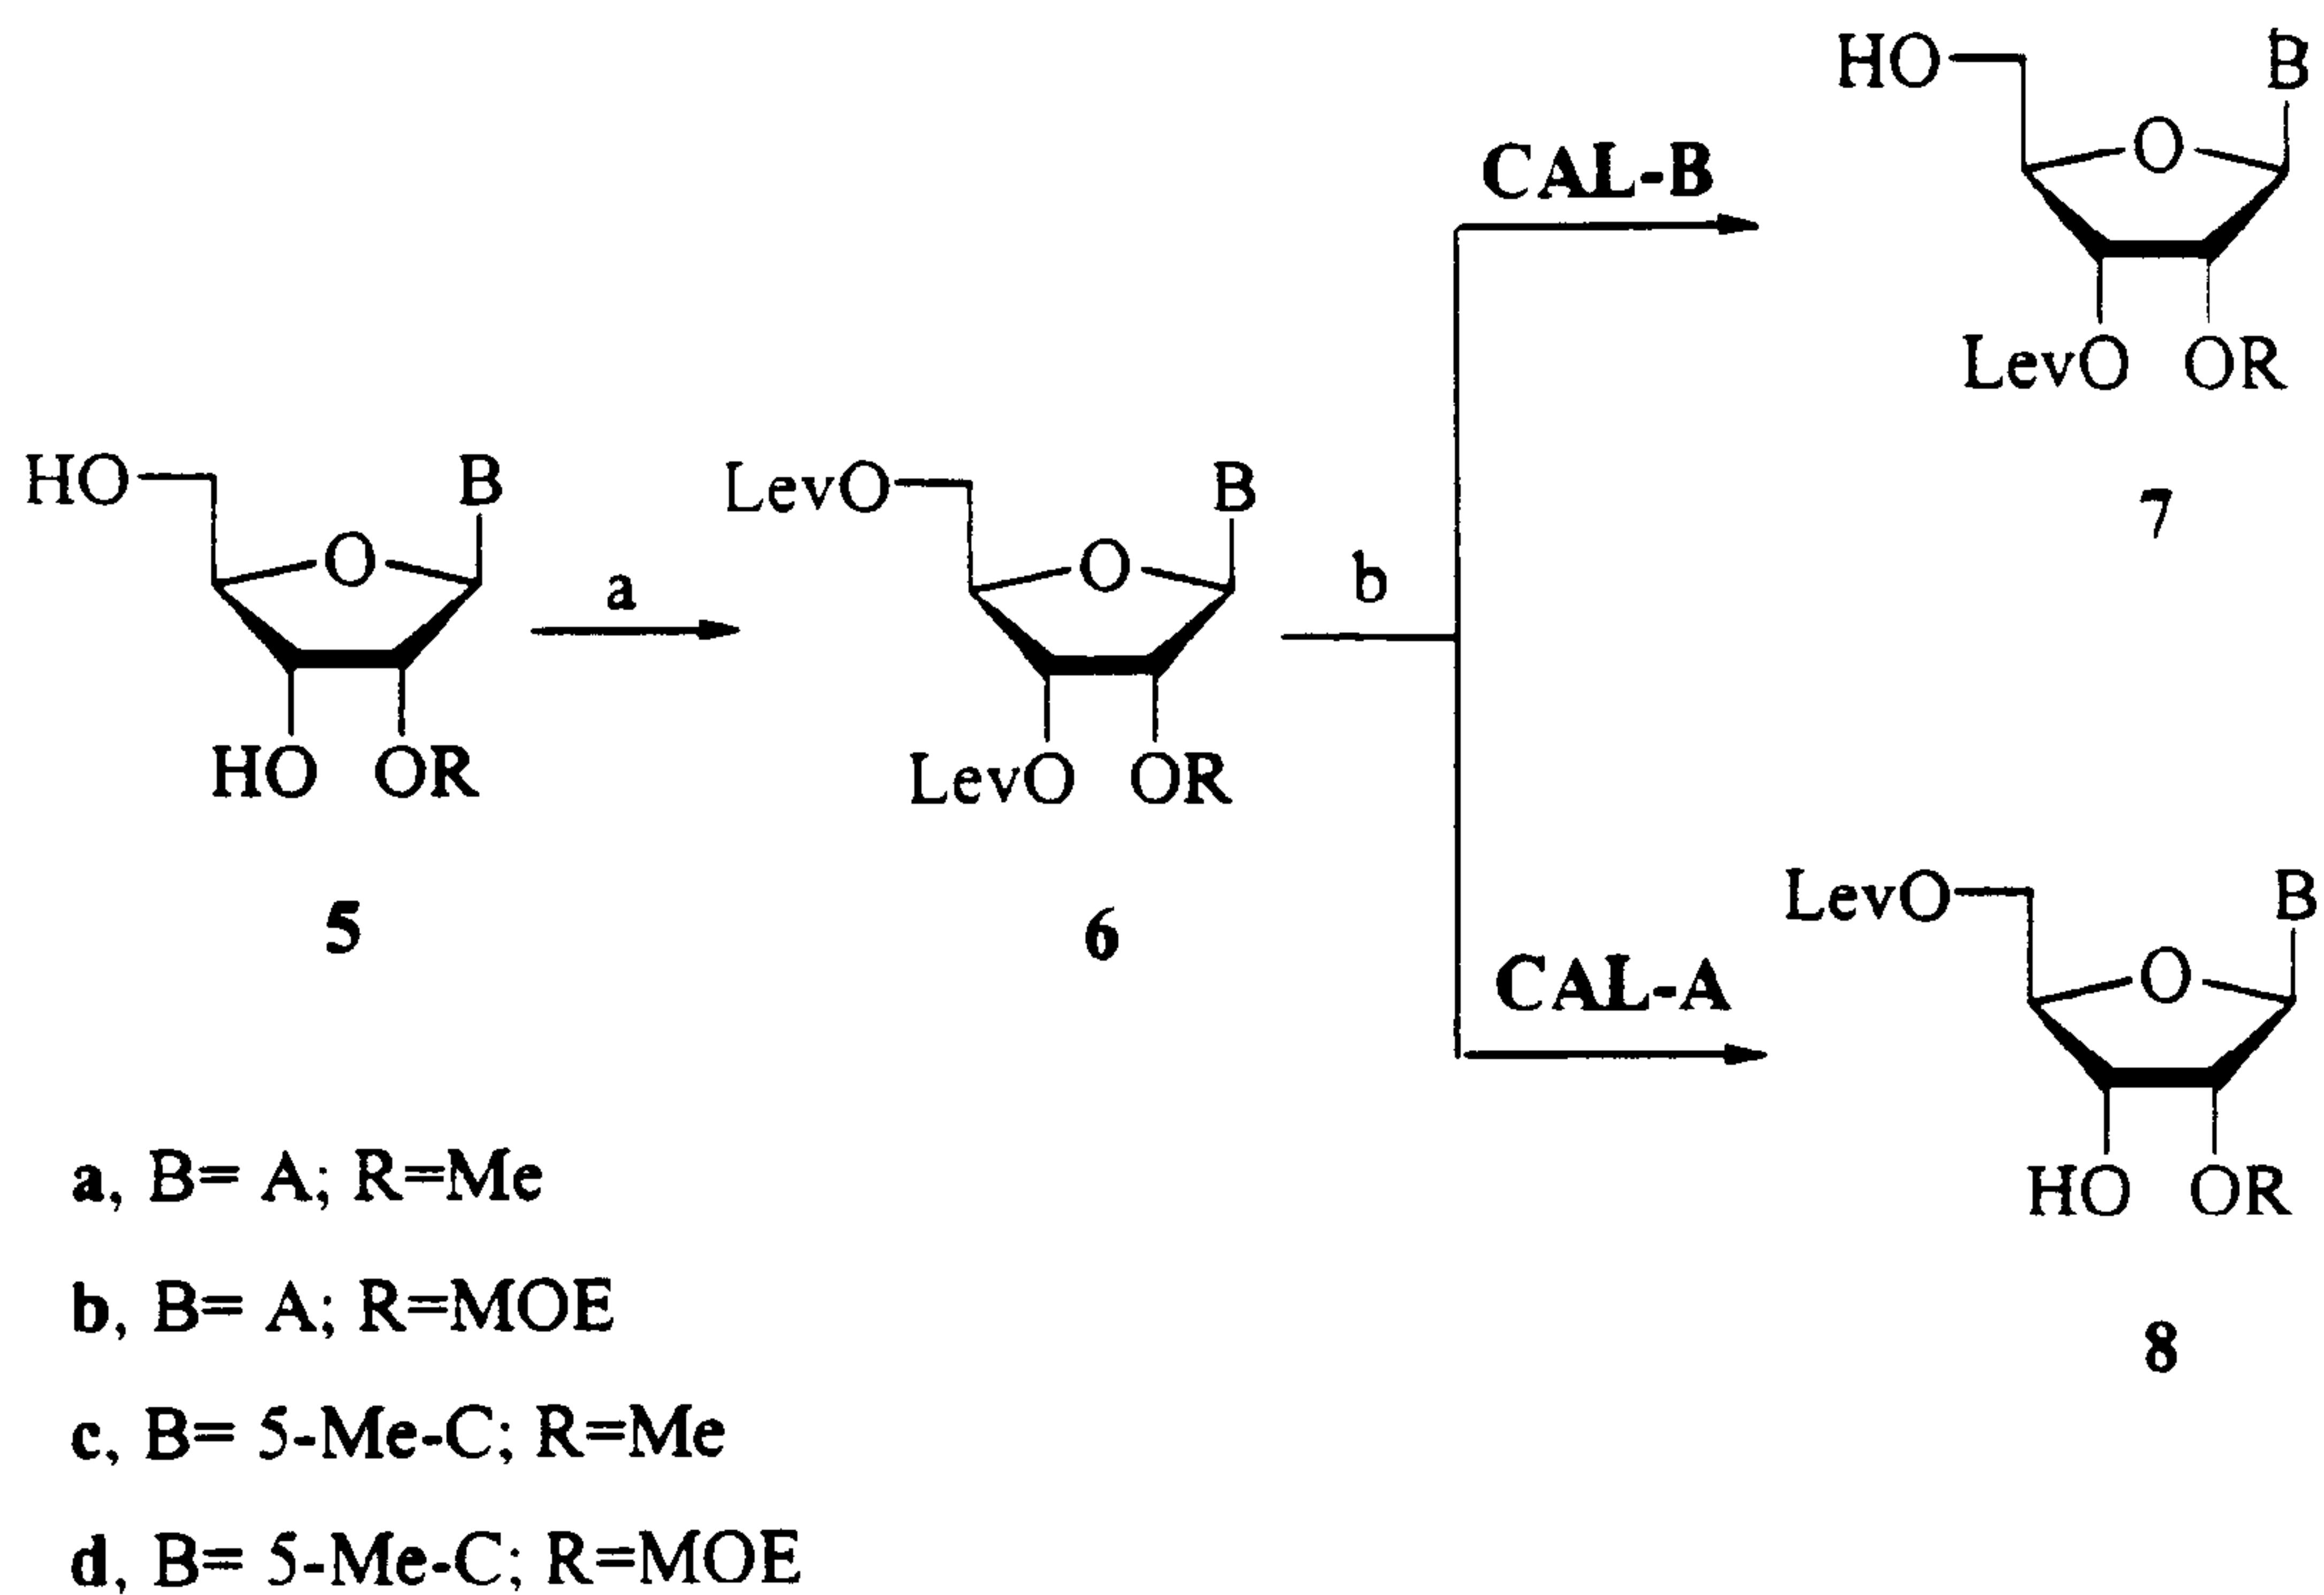 HO B
O
HO OR
5
a
LevO B
O
LevO OR
6
b
CAL-B
HO B
O
LevO OR
7
CAL-A
LevO B
O
HO OR
8
a, B= A; R=Me
b, B= A; R=MOE
c, B= 5-Me-C; R=Me
d, B= 5-Me-C; R=MOE